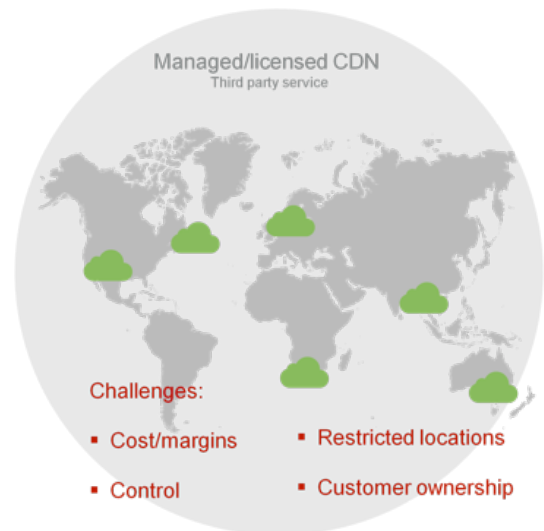 Managed/licensed CDN
Third party service
Challenges:
▪ Cost/margins
▪ Restricted locations
▪ Control
▪ Customer ownership